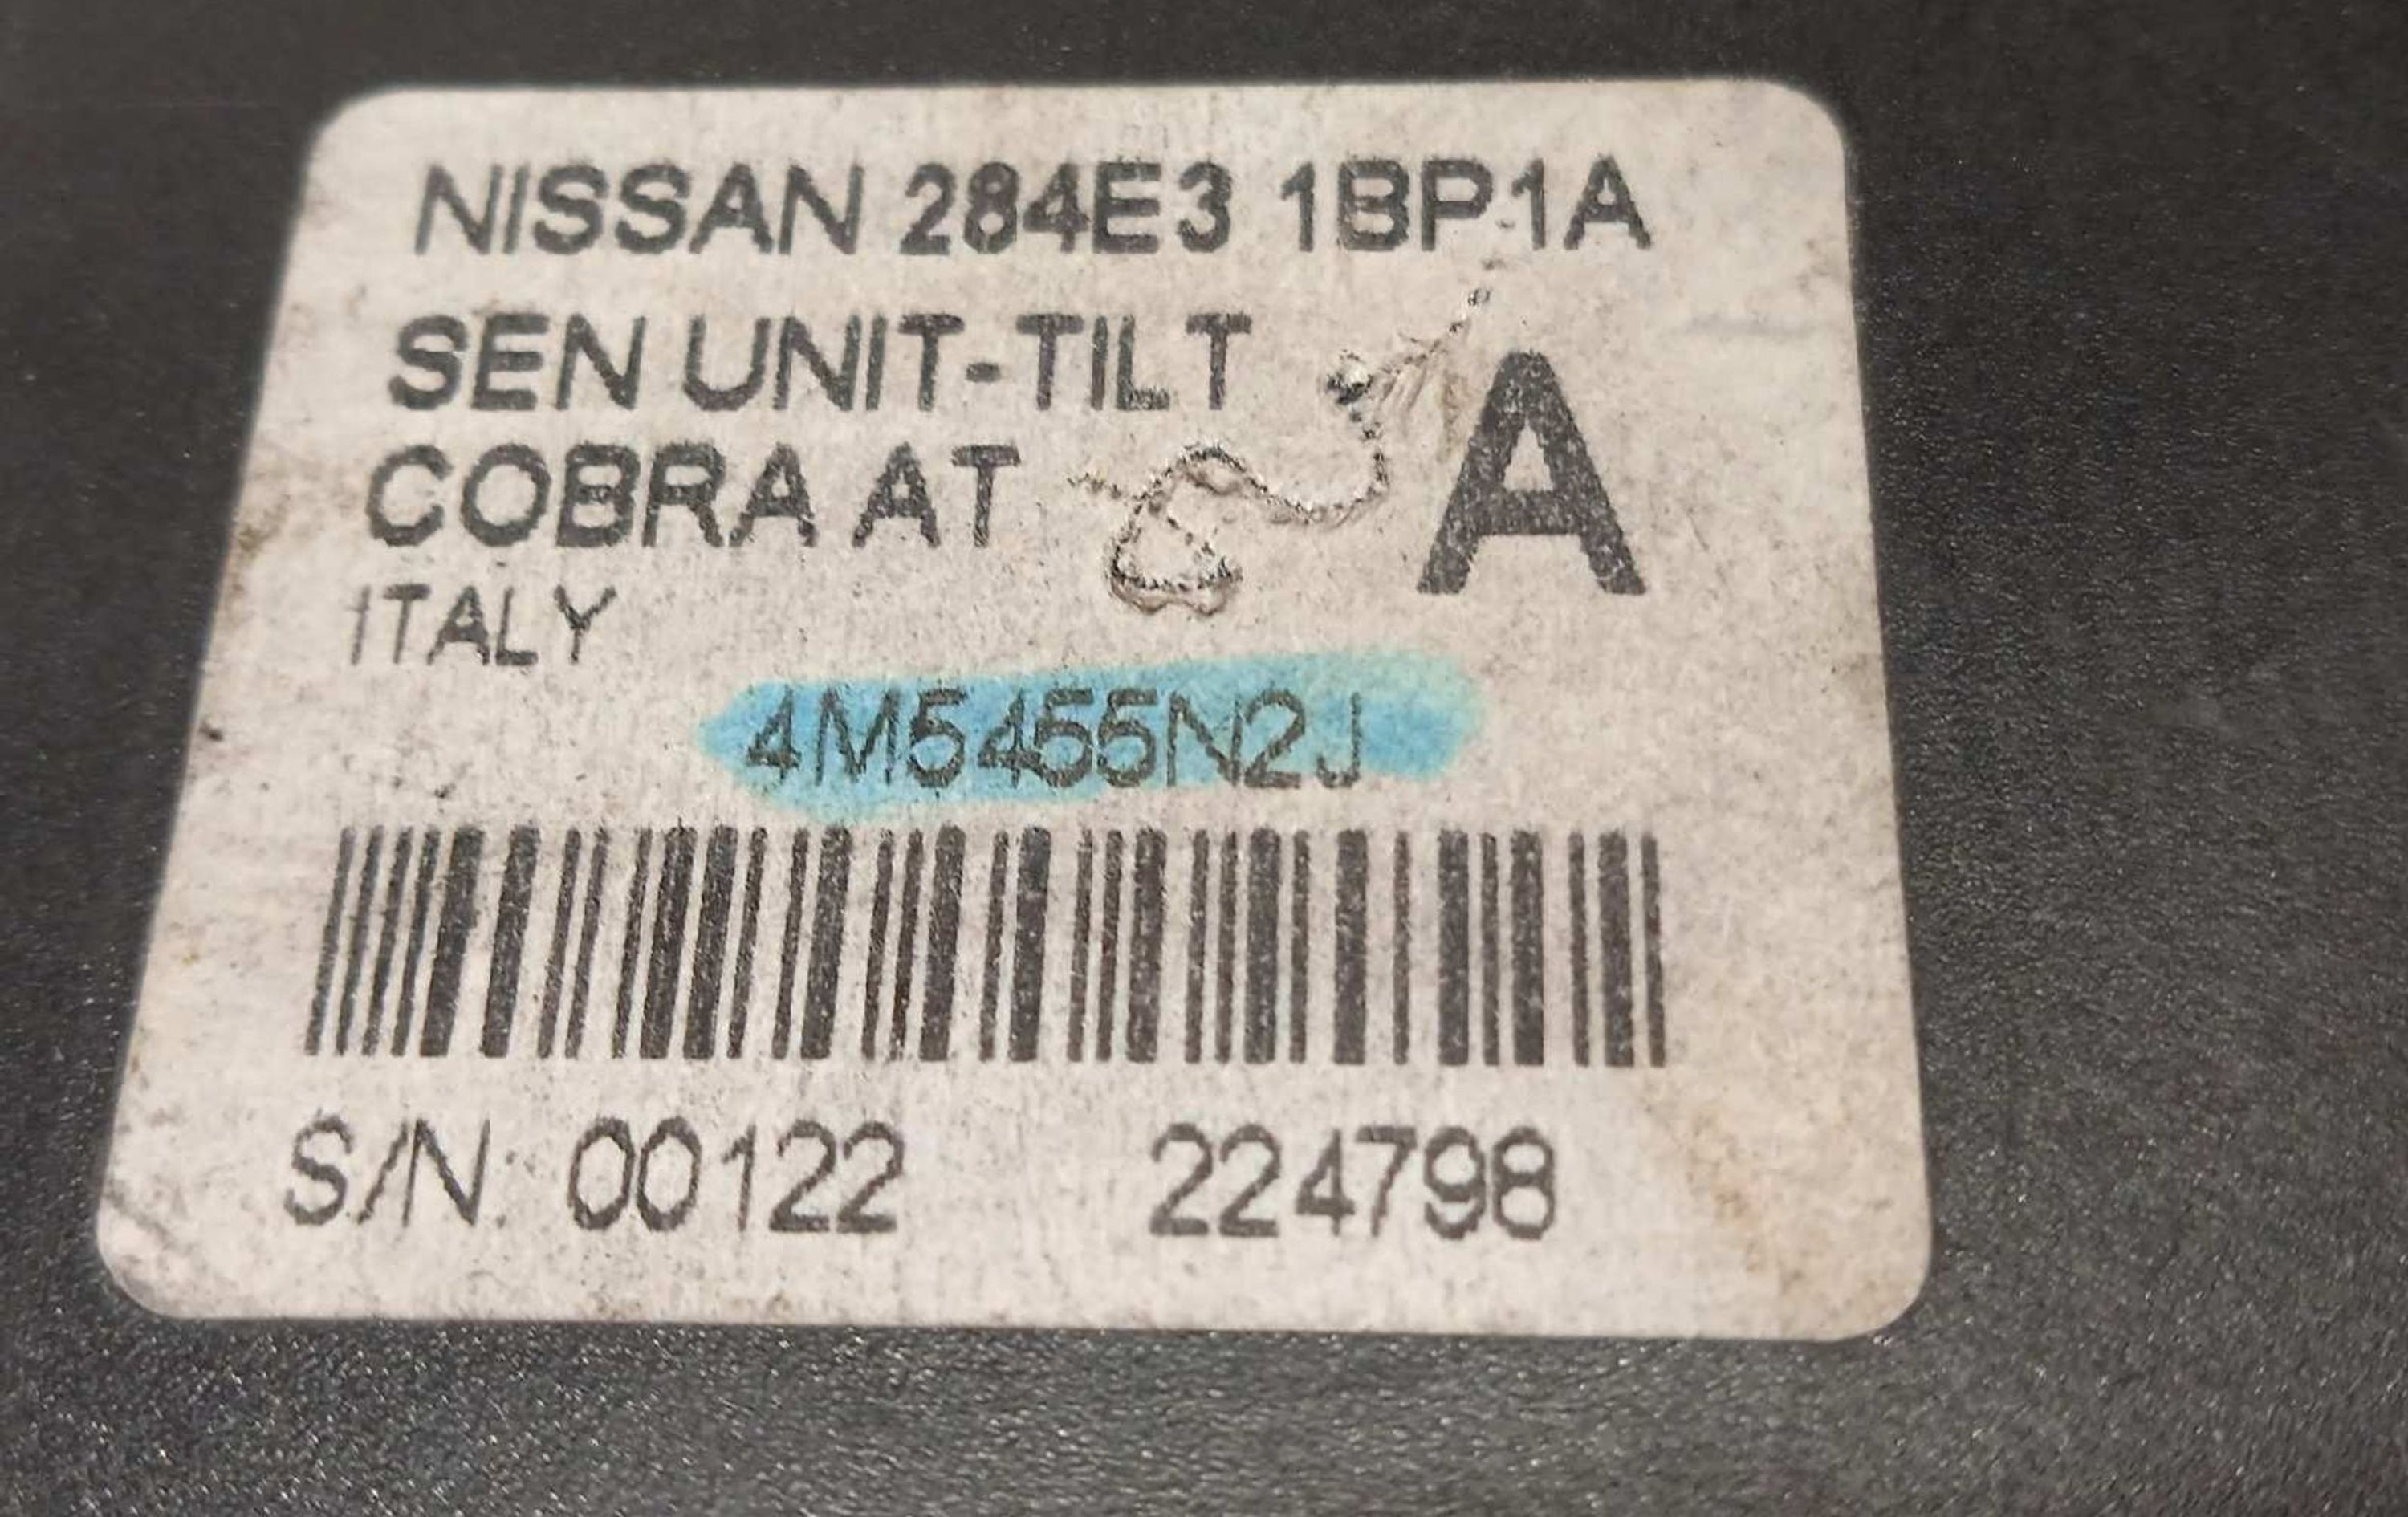 NISSAN 284E3 1BP1A
SEN UNIT-TILT
COBRA AT
A
ITALY
4M5455N2J
S/N: 00122 224798